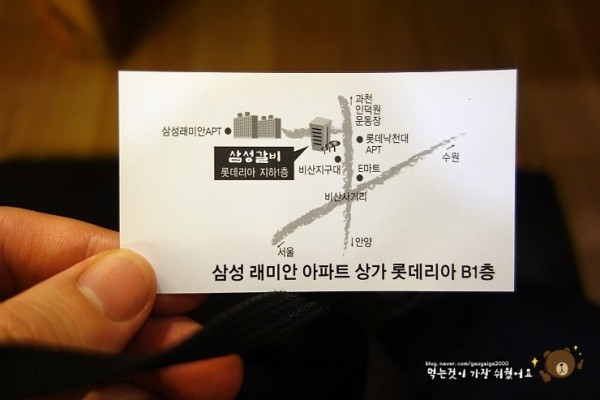 과천
인덕원
운동장
삼성래미안APT
롯데낙천대
APT
수원
삼성갈비
롯데리아 지하1층
비산지구대
E마트
비산사거리
서울
안양
삼성 래미안 아파트 상가 롯데리아 B1층
blog.naver.com/gaogaiga2000
먹는것이 가장 쉬웠어요